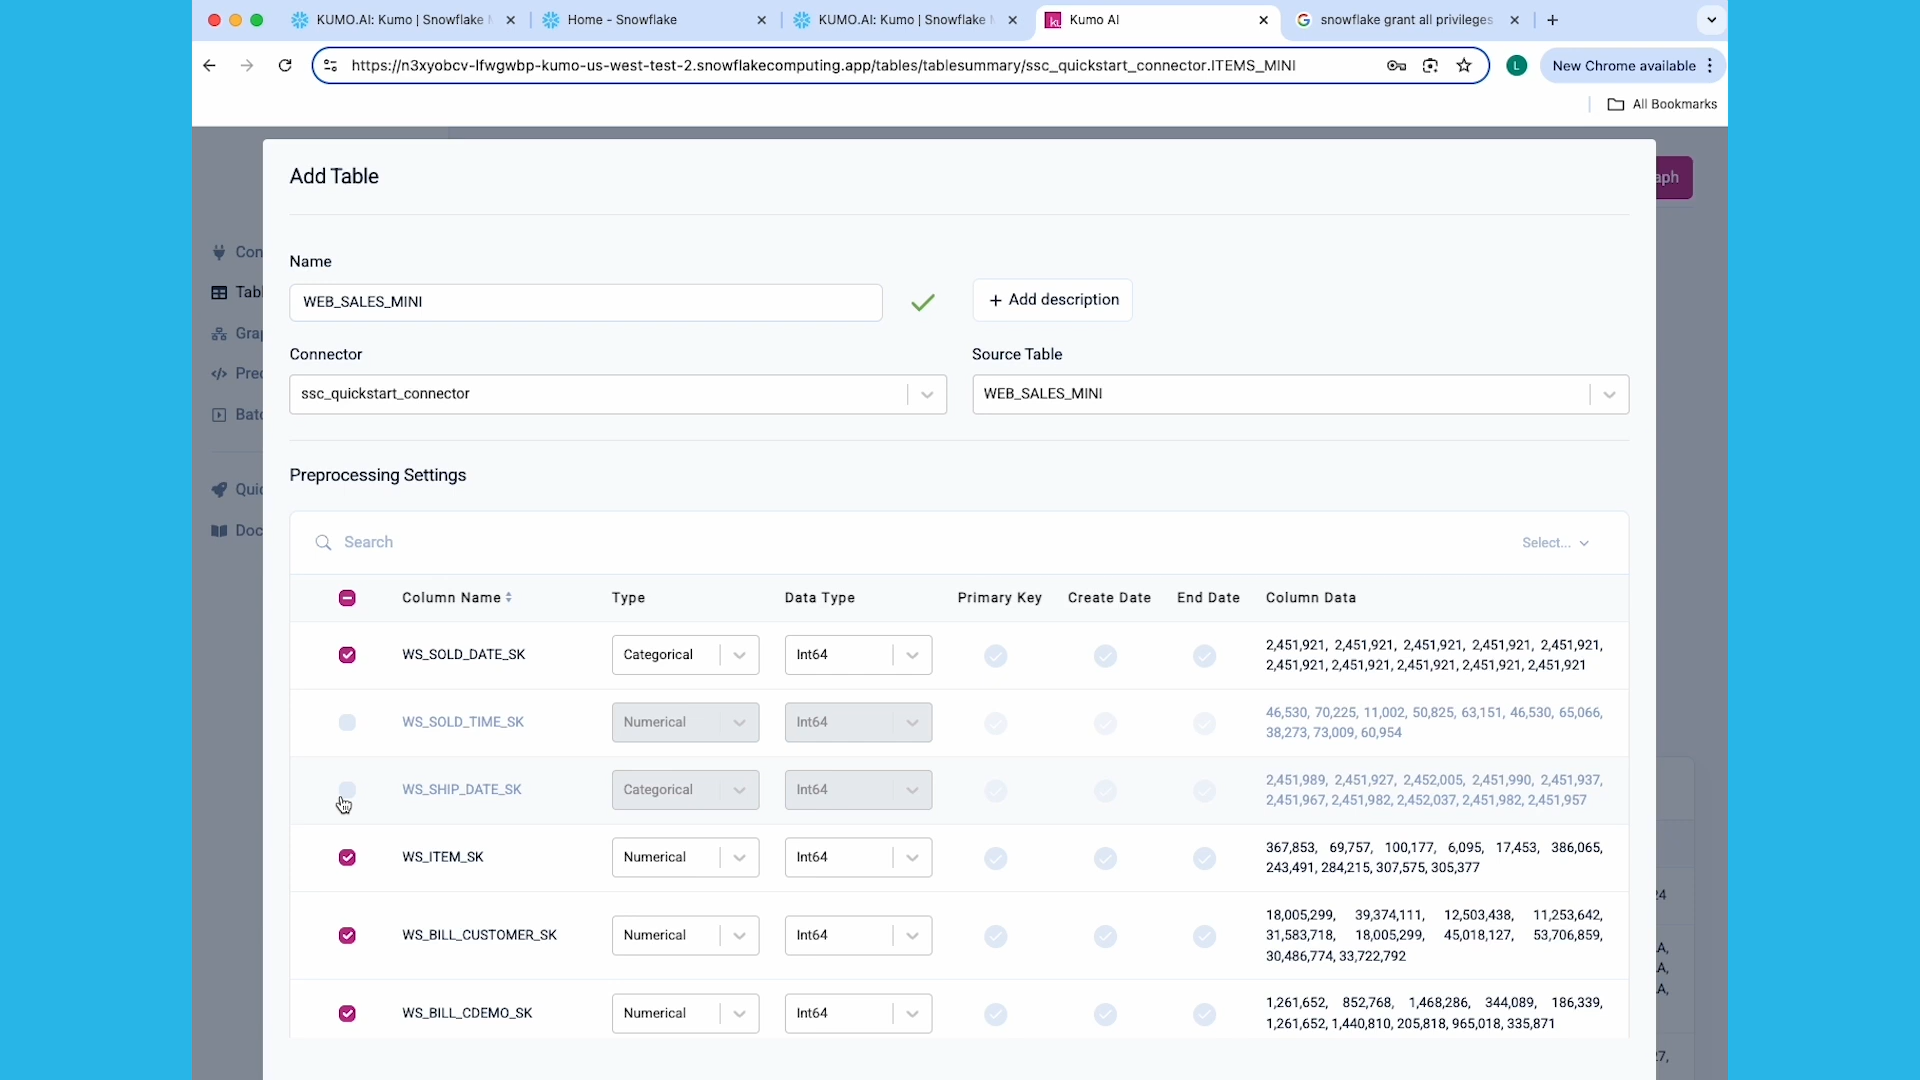 KUMO.AI: Kumo | Snowflake
Home - Snowflake
KUMO.AI: Kumo | Snowflake
Kumo AI
snowflake grant all privileges
https://n3xyobcv-lfwgwbp-kumo-us-west-test-2.snowflakecomputing.app/tables/tablesummary/ssc_quickstart_connector.ITEMS_MINI
L
New Chrome available
All Bookmarks
Add Table
aph
Con
Tabl
Grap
Pred
Batc
Quic
Doc
Name
WEB_SALES_MINI
+ Add description
Connector
Source Table
ssc_quickstart_connector
WEB_SALES_MINI
Preprocessing Settings
Search
Select...
Column Name Type Data Type Primary Key Create Date End Date Column Data
WS_SOLD_DATE_SK Categorical Int64 2,451,921, 2,451,921, 2,451,921, 2,451,921, 2,451,921,
2,451,921, 2,451,921, 2,451,921, 2,451,921, 2,451,921
WS_SOLD_TIME_SK Numerical Int64 46,530, 70,225, 11,002, 50,825, 63,151, 46,530, 65,066,
38,273, 73,009, 60,954
WS_SHIP_DATE_SK Categorical Int64 2,451,989, 2,451,927, 2,452,005, 2,451,990, 2,451,937,
2,451,967, 2,451,982, 2,452,037, 2,451,982, 2,451,957
WS_ITEM_SK Numerical Int64 367,853, 69,757, 100,177, 6,095, 17,453, 386,065,
243,491, 284,215, 307,575, 305,377
WS_BILL_CUSTOMER_SK Numerical Int64 18,005,299, 39,374,111, 12,503,438, 11,253,642,
31,583,718, 18,005,299, 45,018,127, 53,706,859,
30,486,774, 33,722,792
WS_BILL_CDEMO_SK Numerical Int64 1,261,652, 852,768, 1,468,286, 344,089, 186,339,
1,261,652, 1,440,810, 205,818, 965,018, 335,871
24
A,
A,
A,
27,